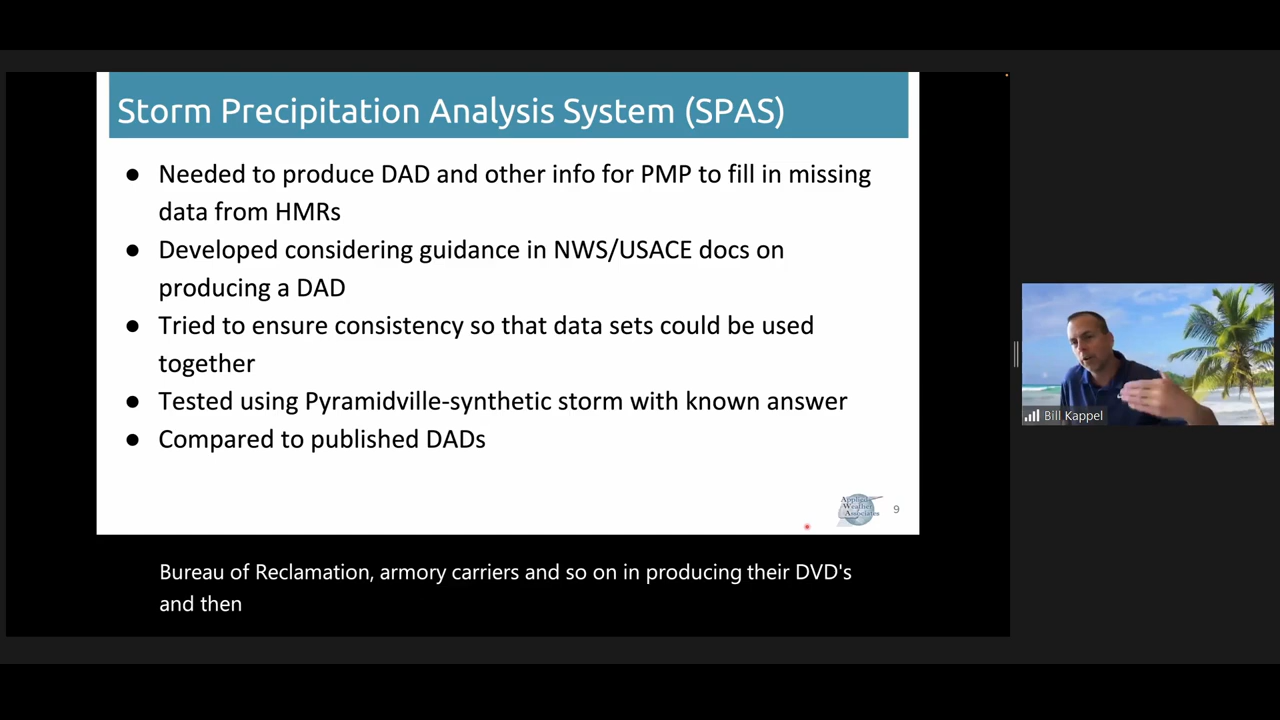 Storm Precipitation Analysis System (SPAS)
● Needed to produce DAD and other info for PMP to fill in missing
data from HMRs
● Developed considering guidance in NWS/USACE docs on
producing a DAD
● Tried to ensure consistency so that data sets could be used
together
● Tested using Pyramidville-synthetic storm with known answer
● Compared to published DADs
Applied
Weather
Associates
9
Bill Kappel
Bureau of Reclamation, armory carriers and so on in producing their DVD's
and then